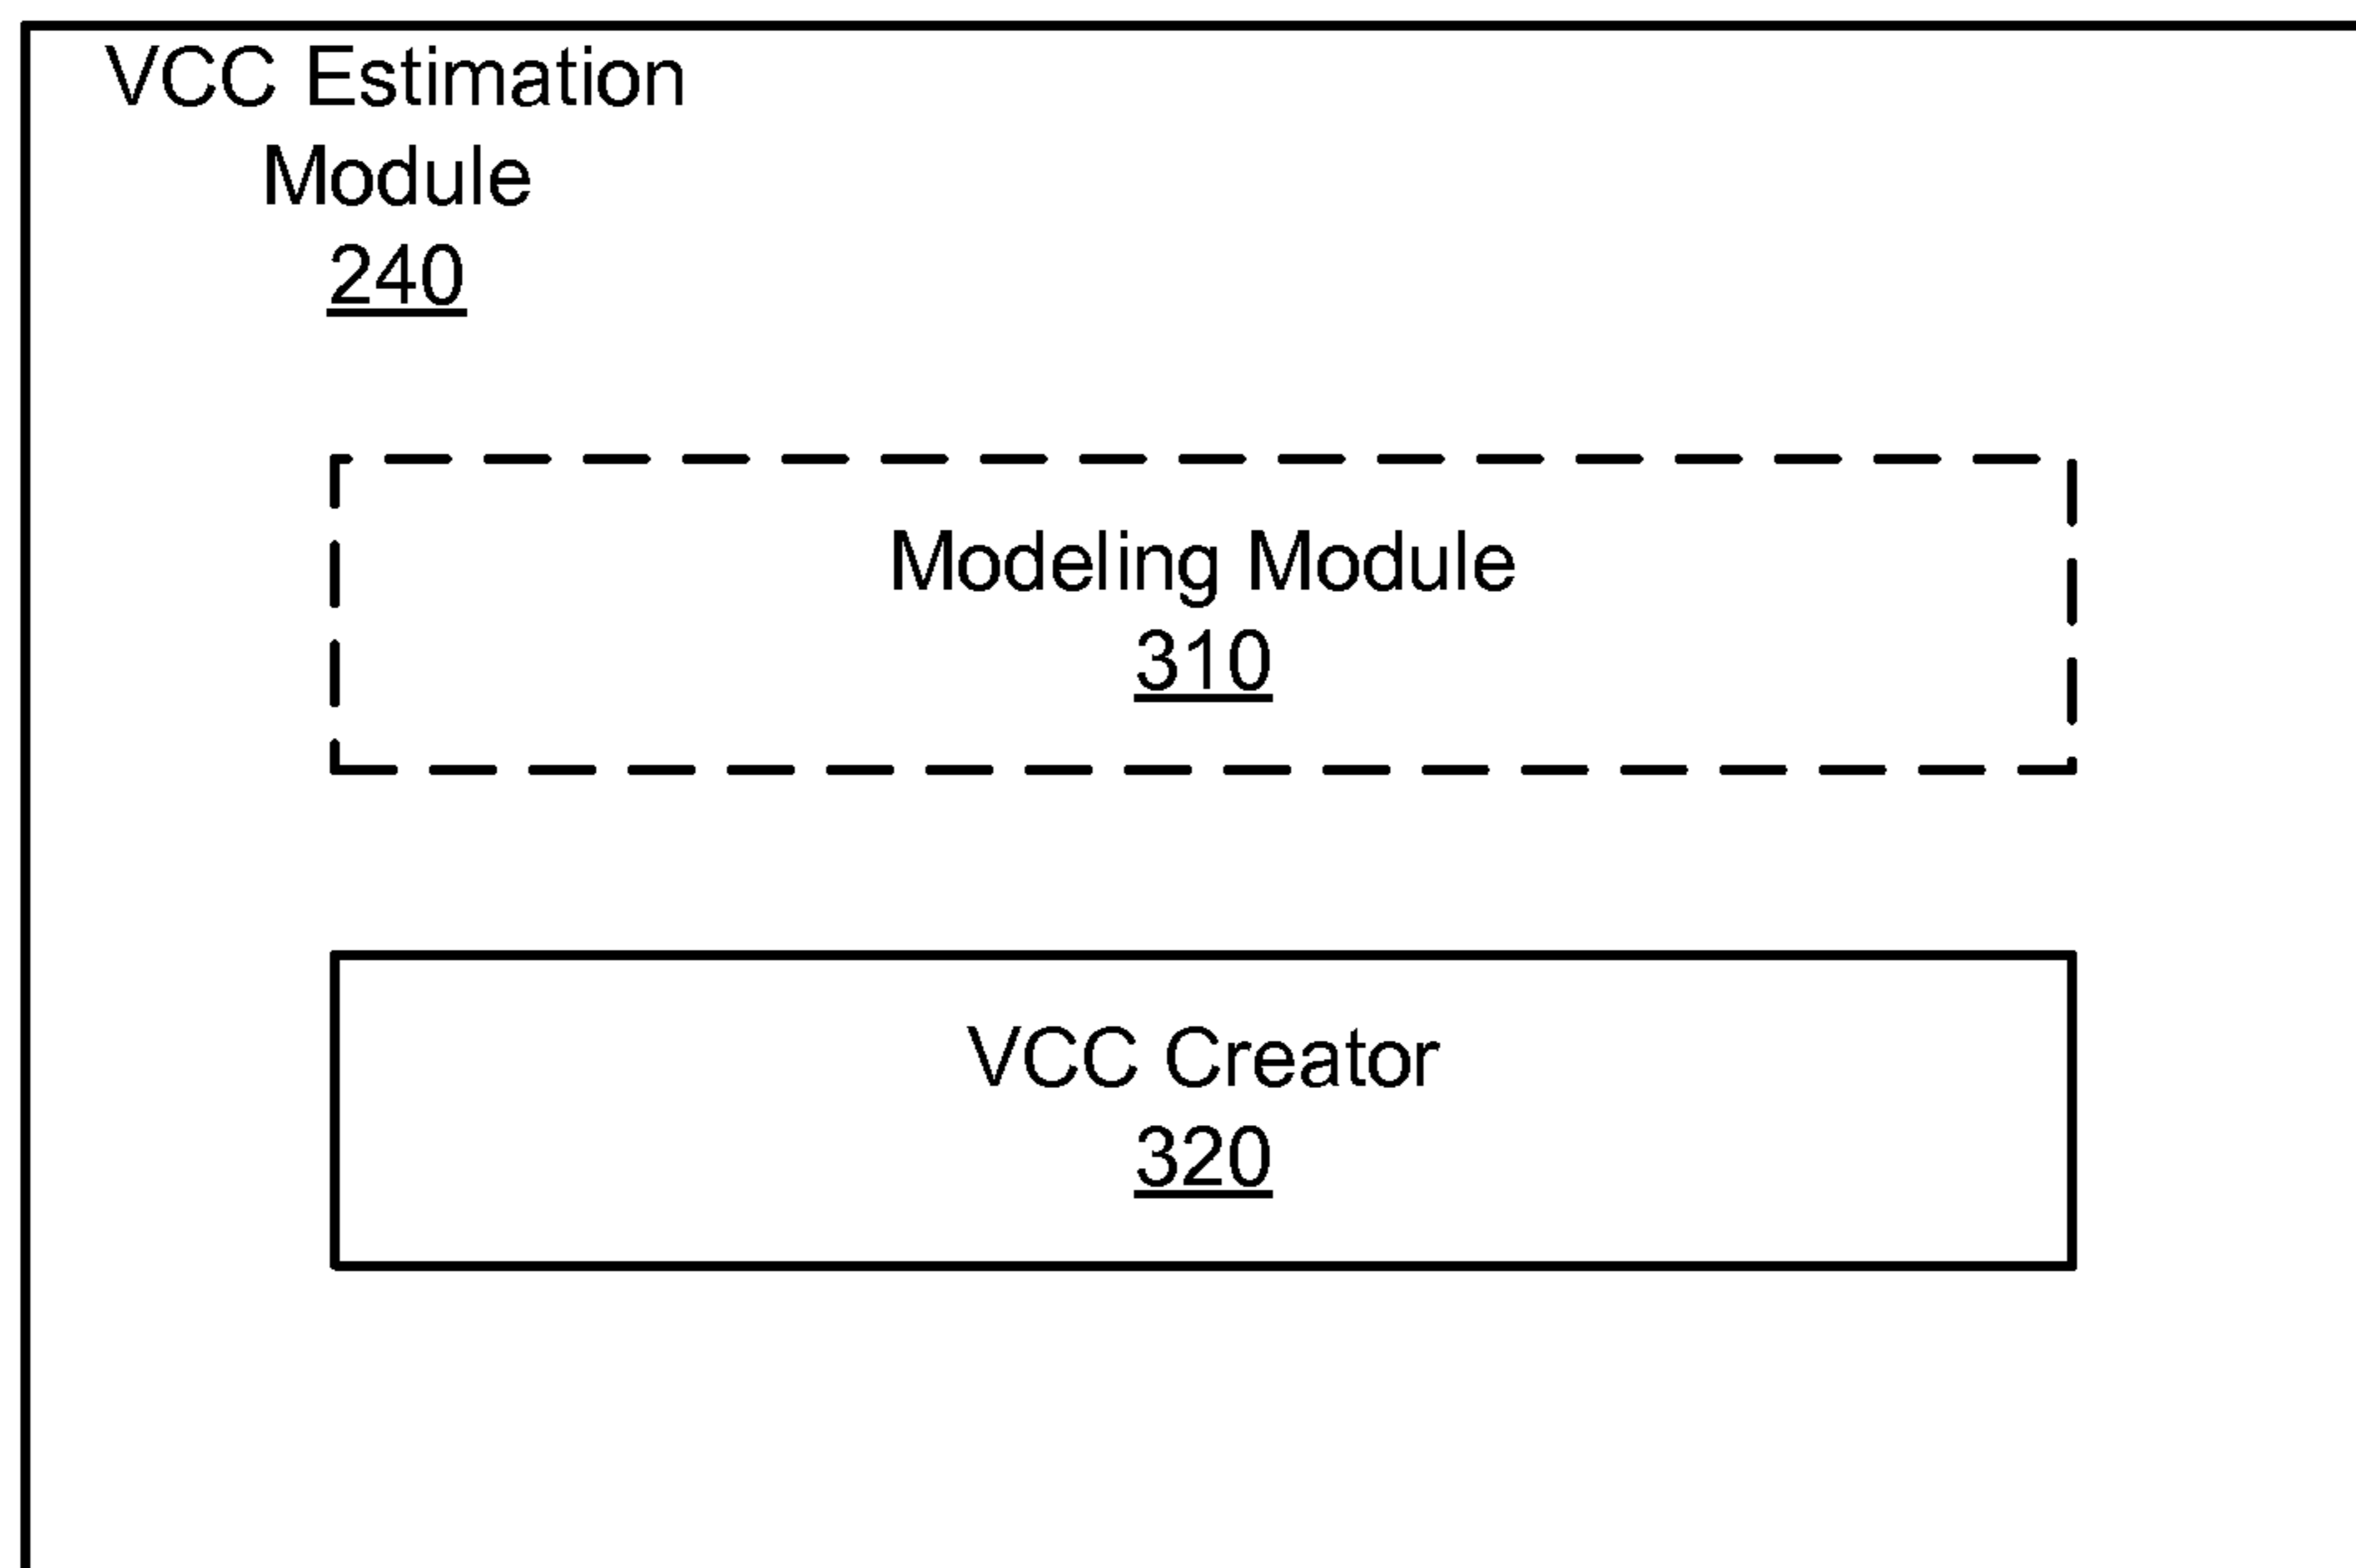 VCC Estimation
Module
240
Modeling Module
310
VCC Creator
320